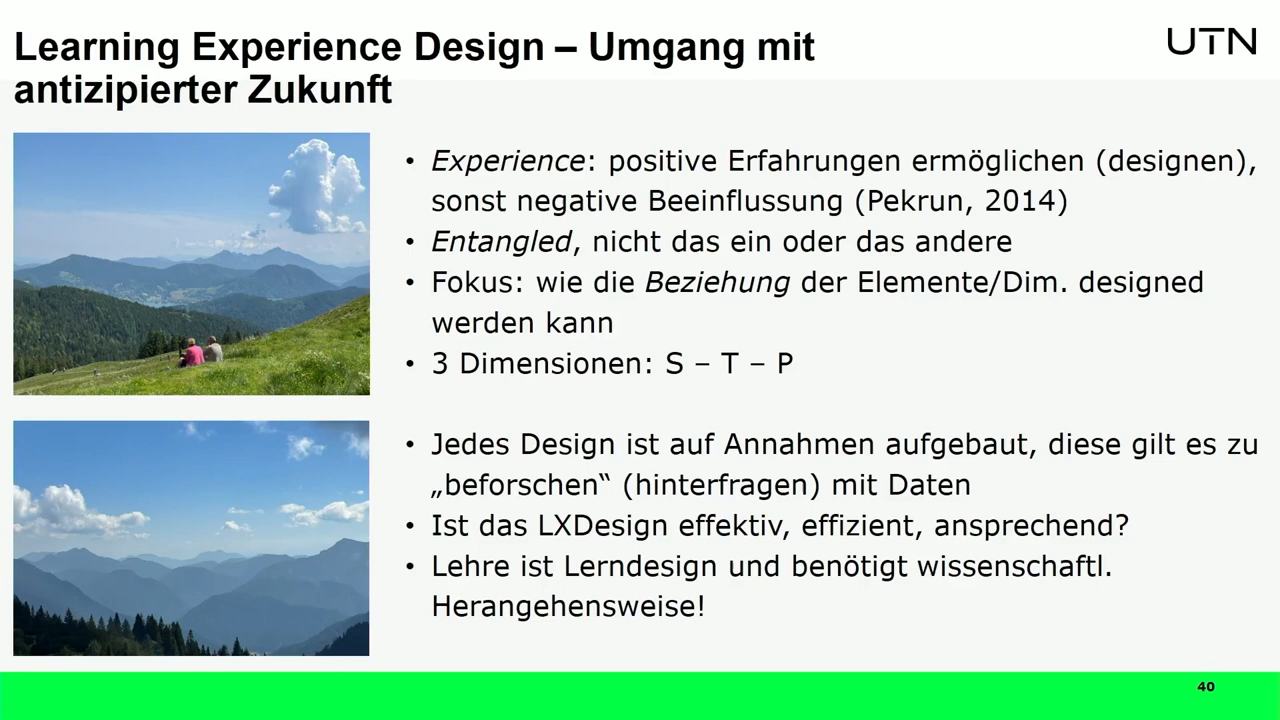 Learning Experience Design – Umgang mit
antizipierter Zukunft
UTN
• Experience: positive Erfahrungen ermöglichen (designen),
sonst negative Beeinflussung (Pekrun, 2014)
• Entangled, nicht das ein oder das andere
• Fokus: wie die Beziehung der Elemente/Dim. designed
werden kann
• 3 Dimensionen: S – T – P
• Jedes Design ist auf Annahmen aufgebaut, diese gilt es zu
„beforschen“ (hinterfragen) mit Daten
• Ist das LXDesign effektiv, effizient, ansprechend?
• Lehre ist Lerndesign und benötigt wissenschaftl.
Herangehensweise!
40